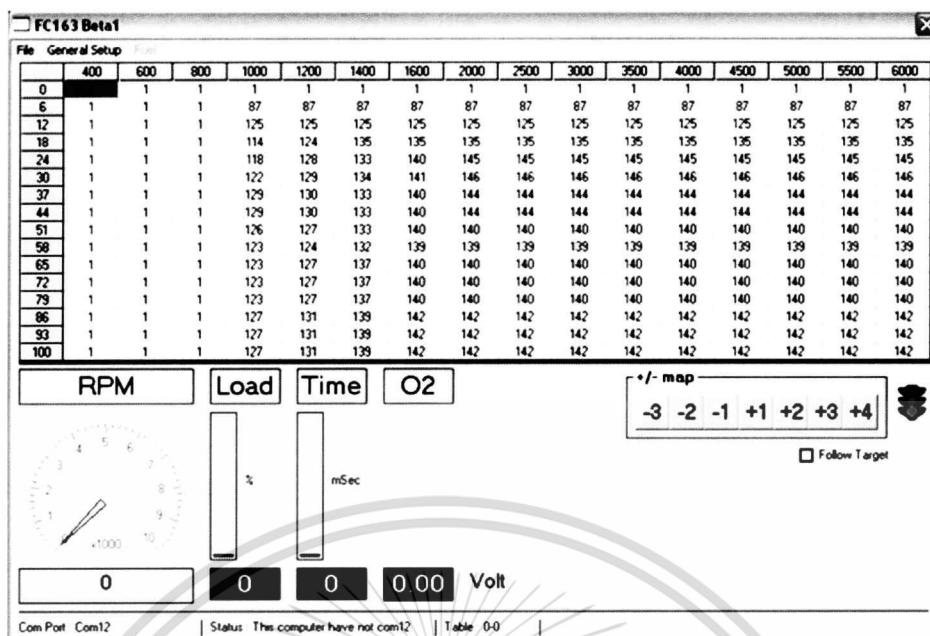 FC163 Beta1
File General Setup Fuel
400 600 800 1000 1200 1400 1600 2000 2500 3000 3500 4000 4500 5000 5500 6000
0 1 1 1 1 1 1 1 1 1 1 1 1 1 1 1
6 1 1 1 87 87 87 87 87 87 87 87 87 87 87 87 87
12 1 1 1 125 125 125 125 125 125 125 125 125 125 125 125 125
18 1 1 1 114 124 135 135 135 135 135 135 135 135 135 135 135
24 1 1 1 118 128 133 140 145 145 145 145 145 145 145 145 145
30 1 1 1 122 129 134 141 146 146 146 146 146 146 146 146 146
37 1 1 1 129 130 133 140 144 144 144 144 144 144 144 144 144
44 1 1 1 129 130 133 140 144 144 144 144 144 144 144 144 144
51 1 1 1 126 127 133 140 140 140 140 140 140 140 140 140 140
58 1 1 1 123 124 132 139 139 139 139 139 139 139 139 139 139
65 1 1 1 123 127 137 140 140 140 140 140 140 140 140 140 140
72 1 1 1 123 127 137 140 140 140 140 140 140 140 140 140 140
79 1 1 1 123 127 137 140 140 140 140 140 140 140 140 140 140
86 1 1 1 127 131 139 142 142 142 142 142 142 142 142 142 142
93 1 1 1 127 131 139 142 142 142 142 142 142 142 142 142 142
100 1 1 1 127 131 139 142 142 142 142 142 142 142 142 142 142
RPM Load Time O2
+/- map
-3 -2 -1 +1 +2 +3 +4
Follow Target
1 2 3 4 5 6 7 8 9 10
x1000
% mSec
0 0 0 0.00 Volt
Com Port Com12 Status This computer have not com12 Table 0-0